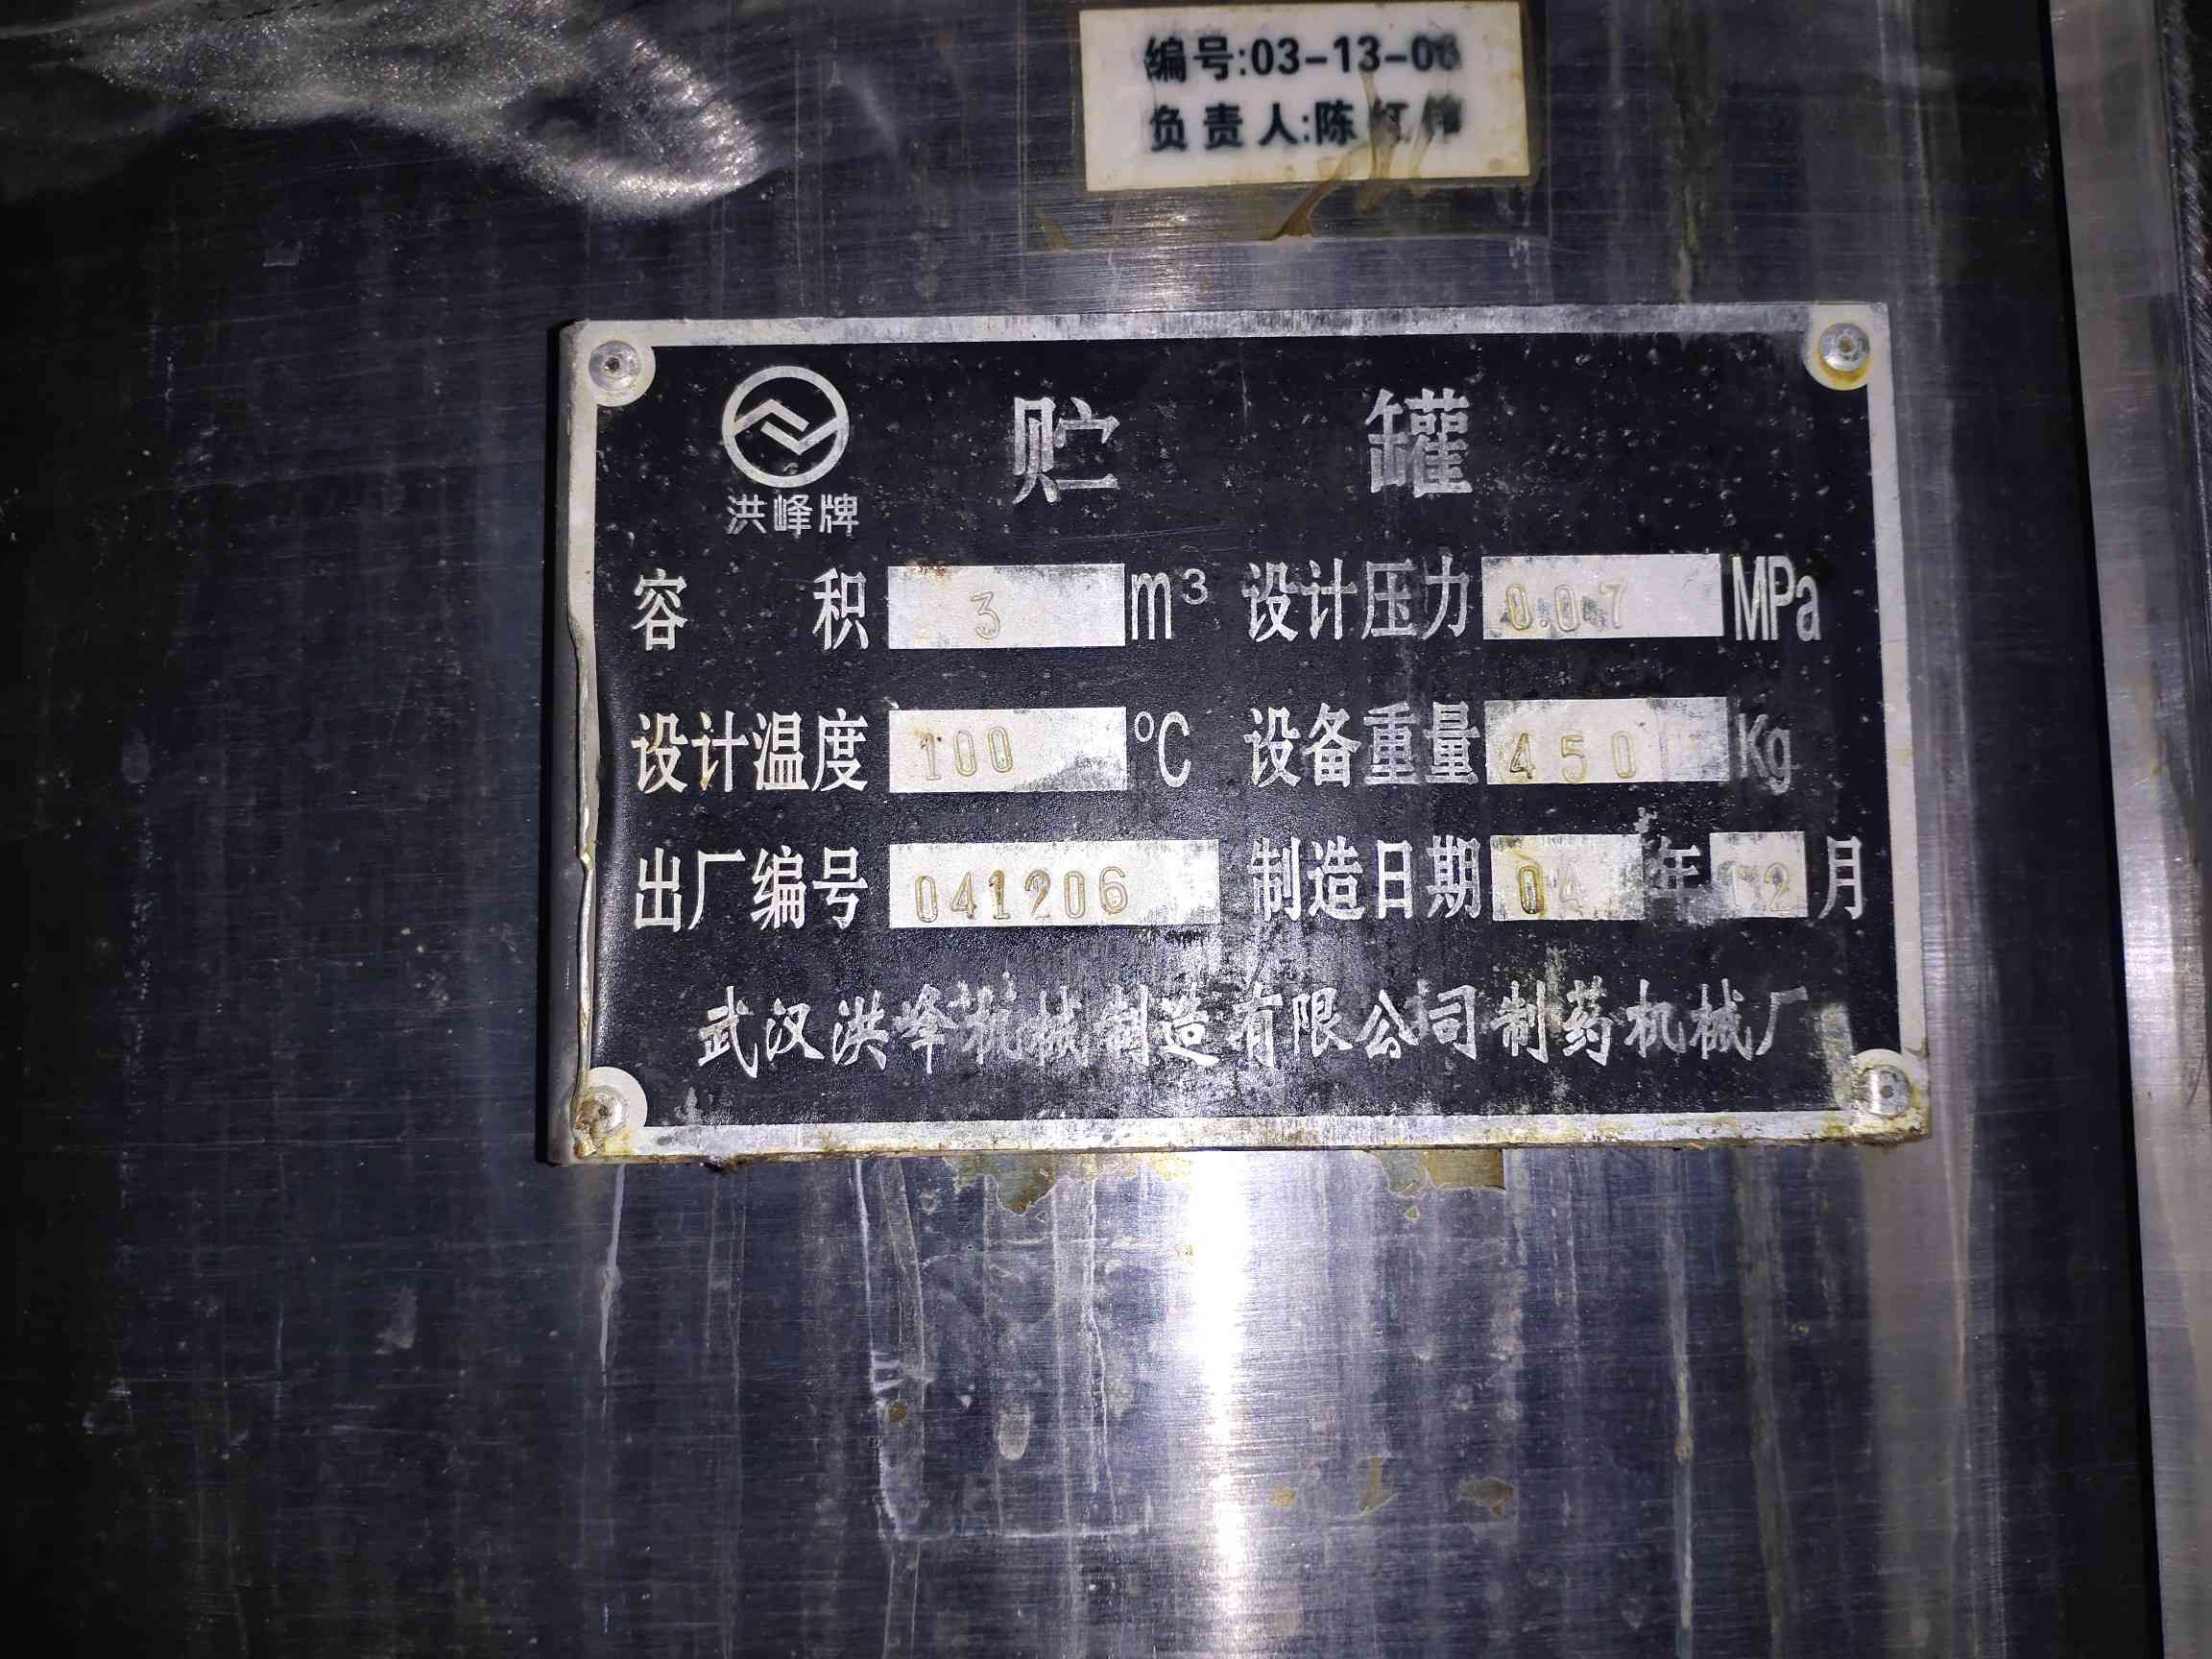 编号:03-13-06
负责人:陈
洪峰牌
贮罐
容积 3 m³ 设计压力 0.07 MPa
设计温度 100 ℃ 设备重量 450 Kg
出厂编号 041206 制造日期 04 年 12 月
武汉洪峰机械制造有限公司制药机械厂